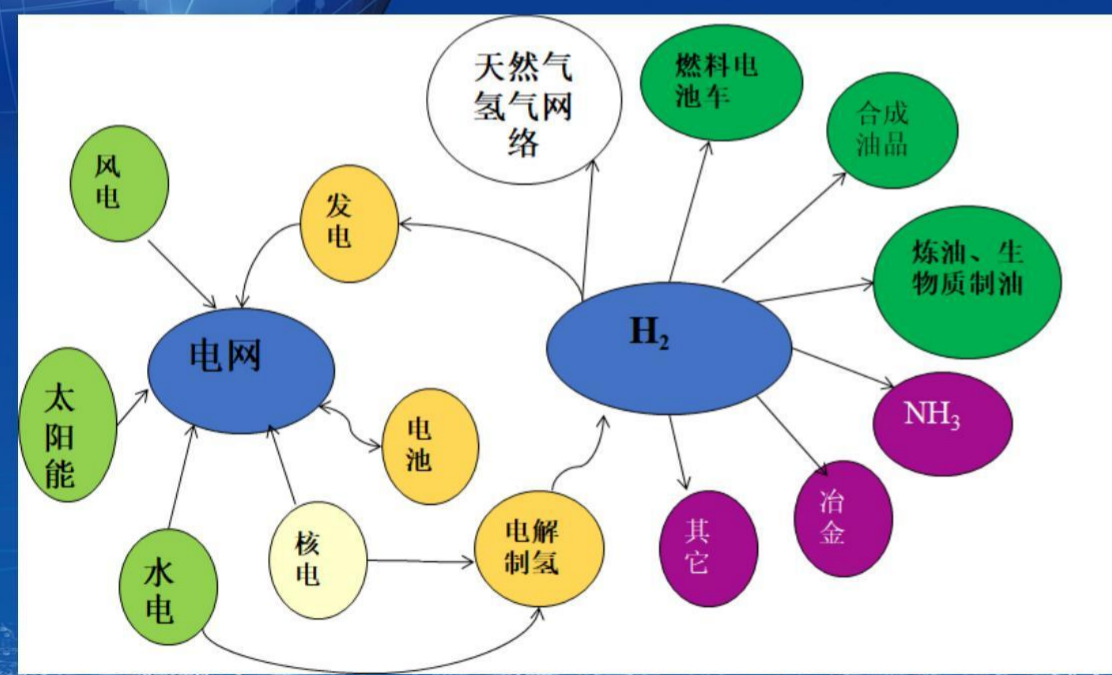 天然气
氢气网
络
燃料电
池车
合成
油品
风
电
发
电
炼油、生
物质制油
电网
H₂
太
阳
能
电
池
NH₃
冶
金
核
电
电解
制氢
其
它
水
电